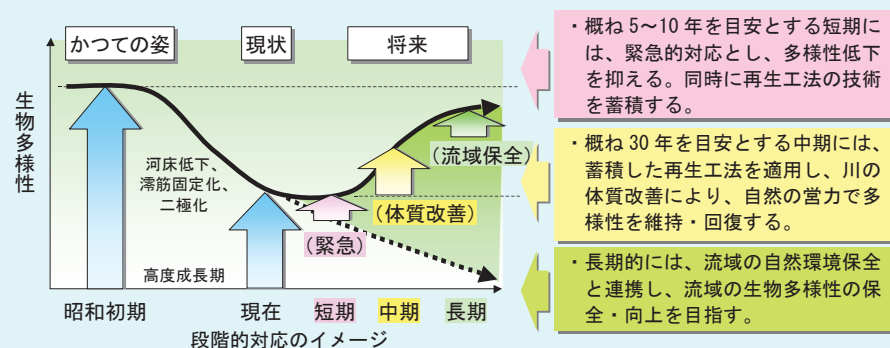 かつての姿
現状
将来
生物多様性
河床低下、
澪筋固定化、
二極化
高度成長期
(緊急)
(体質改善)
(流域保全)
昭和初期
現在
短期
中期
長期
段階的対応のイメージ
・概ね5~10年を目安とする短期に
は、緊急的対応とし、多様性低下
を抑える。同時に再生工法の技術
を蓄積する。
・概ね30年を目安とする中期には、
蓄積した再生工法を適用し、川の
体質改善により、自然の営力で多
様性を維持・回復する。
・長期的には、流域の自然環境保全
と連携し、流域の生物多様性の保
全・向上を目指す。